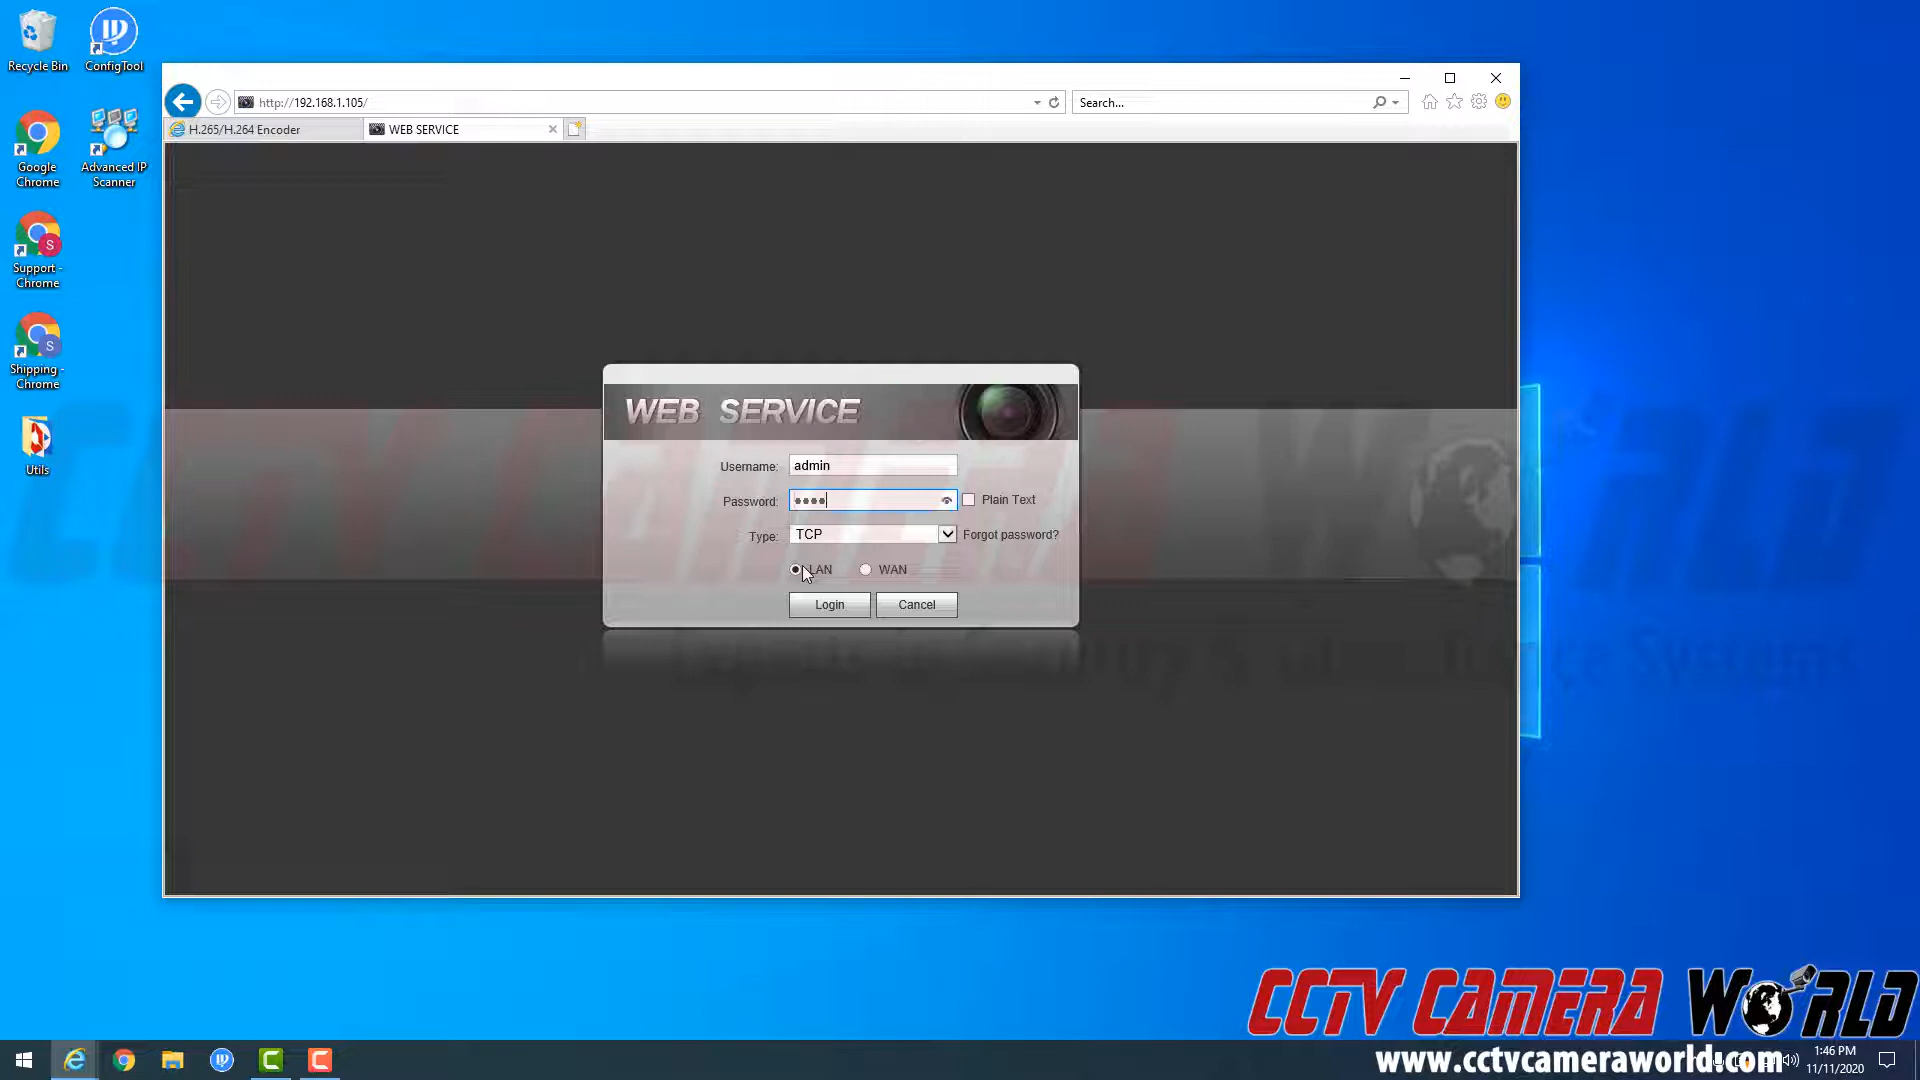 Recycle Bin
ConfigTool
Google
Chrome
Advanced IP
Scanner
Support -
Chrome
Shipping -
Chrome
Utils
http://192.168.1.105/
Search...
H.265/H.264 Encoder
WEB SERVICE
WEB SERVICE
Username: admin
Password: ••••
Plain Text
Type: TCP
Forgot password?
LAN
WAN
Login
Cancel
CCTV CAMERA WORLD
www.cctvcameraworld.com
1:46 PM
11/11/2020